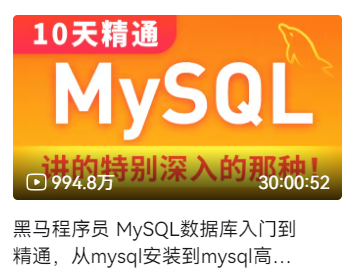 10天精通
MySQL
讲的特别深入的那种!
994.8万
30:00:52
黑马程序员 MySQL数据库入门到
精通，从mysql安装到mysql高...